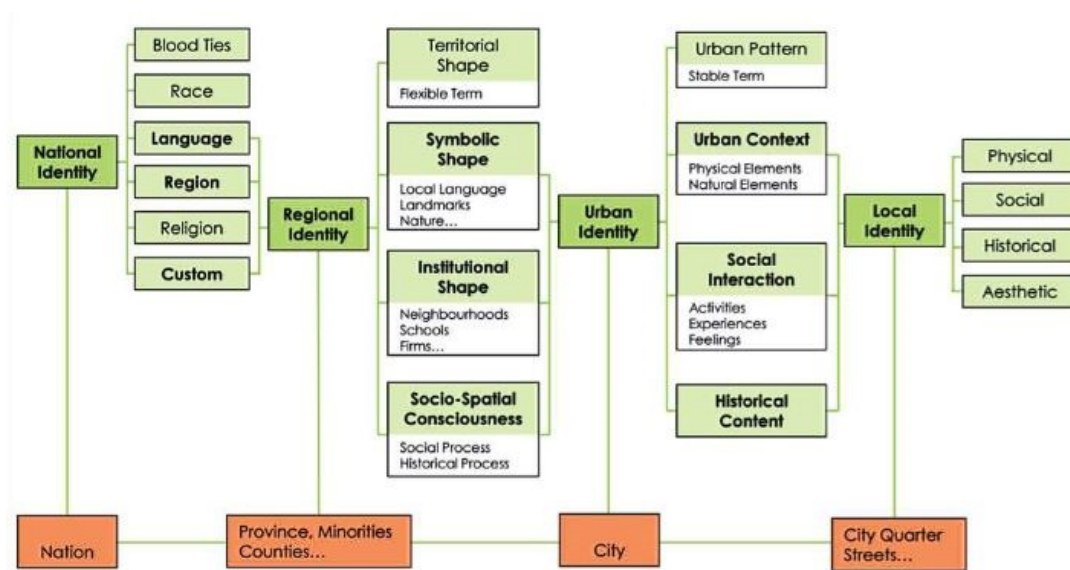 National
Identity
Blood Ties
Race
Language
Region
Religion
Custom
Regional
Identity
Territorial
Shape
Flexible Term
Symbolic
Shape
Local Language
Landmarks
Nature...
Institutional
Shape
Neighbourhoods
Schools
Firms...
Socio-Spatial
Consciousness
Social Process
Historical Process
Urban
Identity
Urban Pattern
Stable Term
Urban Context
Physical Elements
Natural Elements
Social
Interaction
Activities
Experiences
Feelings
Historical
Content
Local
Identity
Physical
Social
Historical
Aesthetic
Nation
Province, Minorities
Counties...
City
City Quarter
Streets...